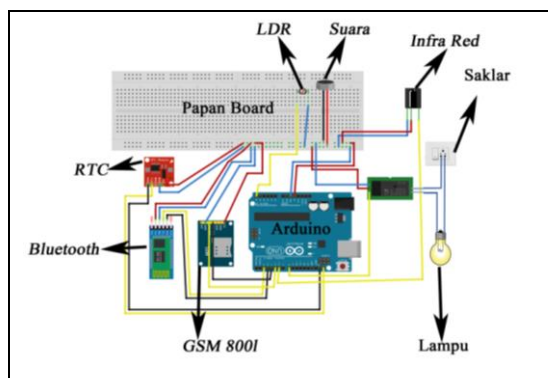 LDR
Suara
Infra Red
Saklar
Papan Board
RTC
Arduino
Bluetooth
GSM 800l
Lampu